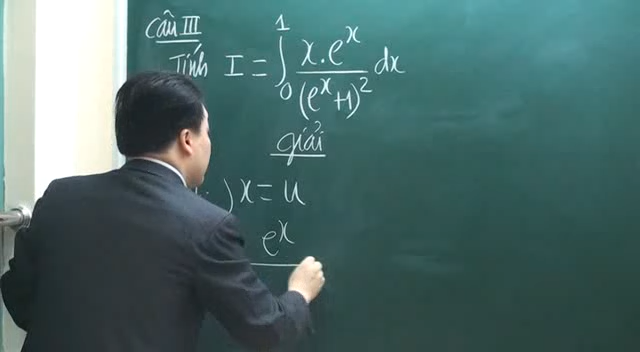 Câu III
Tính I = ∫₀¹ x.eˣ/(eˣ+1)² dx
giải
) x = u
eˣ